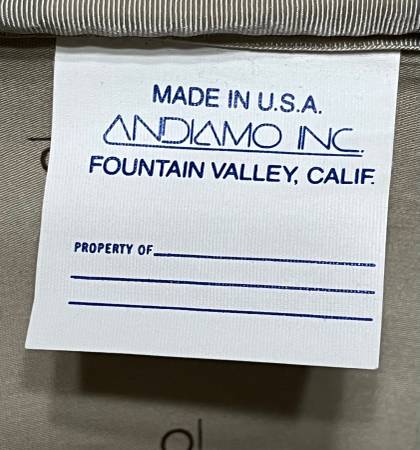 MADE IN U.S.A.
ANDIAMO INC.
FOUNTAIN VALLEY, CALIF.
PROPERTY OF